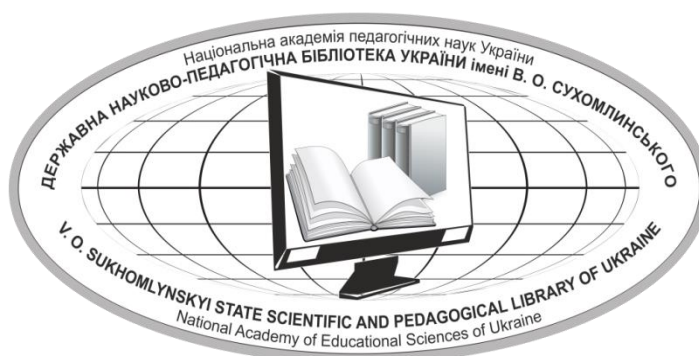 Національна академія педагогічних наук України
ДЕРЖАВНА НАУКОВО-ПЕДАГОГІЧНА БІБЛІОТЕКА УКРАЇНИ імені В. О. СУХОМЛИНСЬКОГО
V. O. SUKHOMLYNSKYI STATE SCIENTIFIC AND PEDAGOGICAL LIBRARY OF UKRAINE
National Academy of Educational Sciences of Ukraine